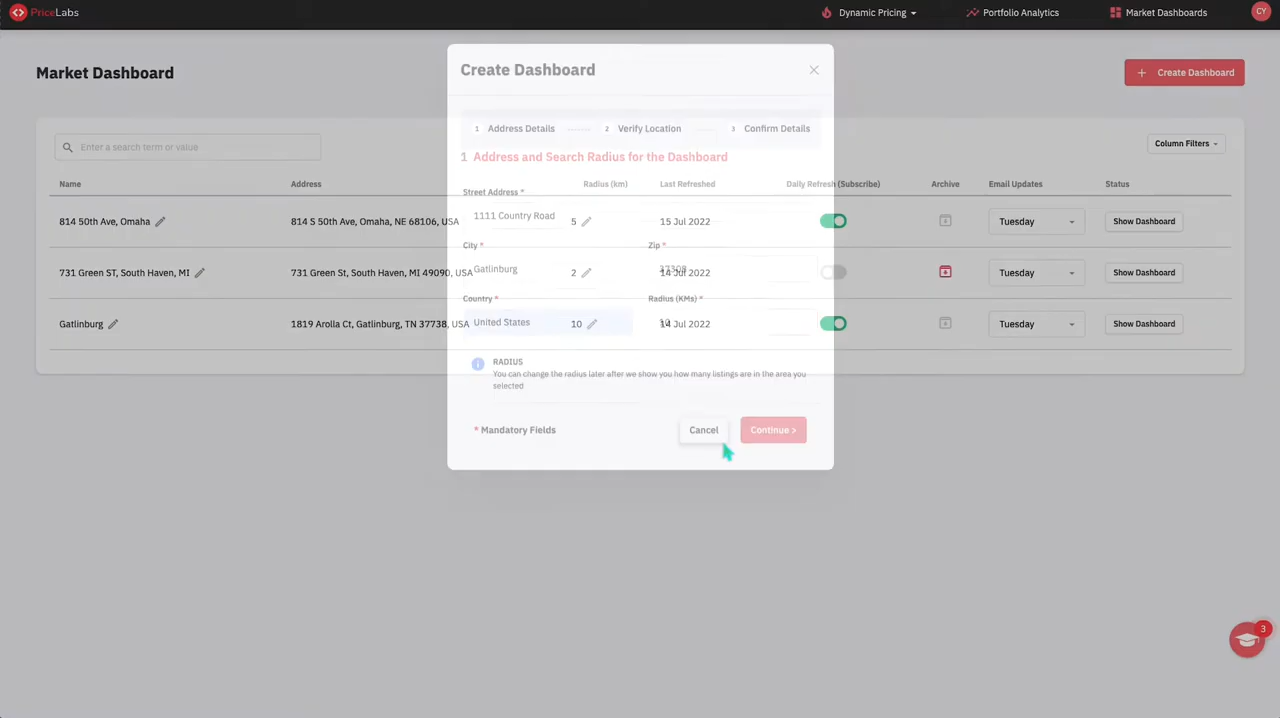 PriceLabs
Dynamic Pricing
Portfolio Analytics
Market Dashboards
CY
Market Dashboard
+ Create Dashboard
Create Dashboard
1 Address Details
2 Verify Location
3 Confirm Details
Enter a search term or value
Column Filters
1 Address and Search Radius for the Dashboard
Name
Address
Radius (km)
Last Refreshed
Daily Refresh (Subscribe)
Archive
Email Updates
Status
Street Address *
1111 Country Road
814 50th Ave, Omaha
814 S 50th Ave, Omaha, NE 68106, USA
5
15 Jul 2022
Tuesday
Show Dashboard
City *
Zip *
Gatlinburg
731 Green ST, South Haven, MI
731 Green St, South Haven, MI 49090, USA
2
14 Jul 2022
Tuesday
Show Dashboard
Country *
Radius (KMs) *
United States
Gatlinburg
1819 Arolla Ct, Gatlinburg, TN 37738, USA
10
14 Jul 2022
Tuesday
Show Dashboard
RADIUS
You can change the radius later after we show you how many listings are in the area you
selected
* Mandatory Fields
Cancel
Continue >
3